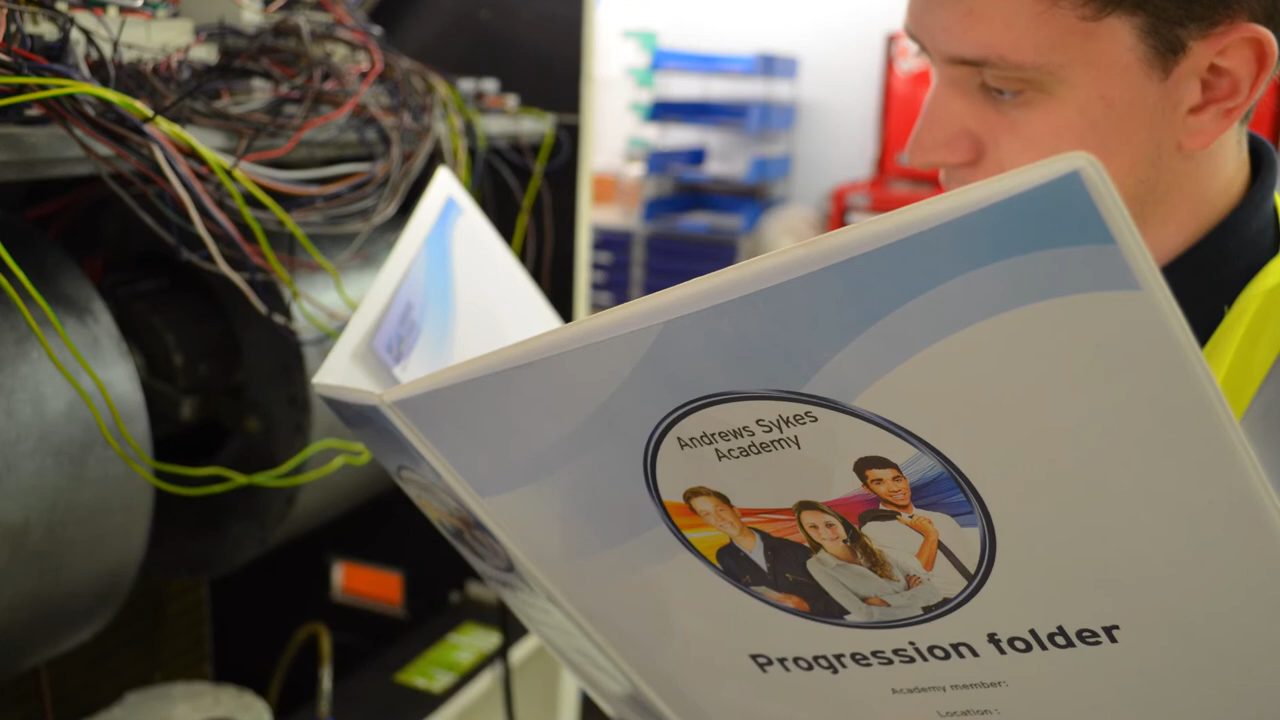 Andrews Sykes
Academy
Progression folder
Academy member:
Location :